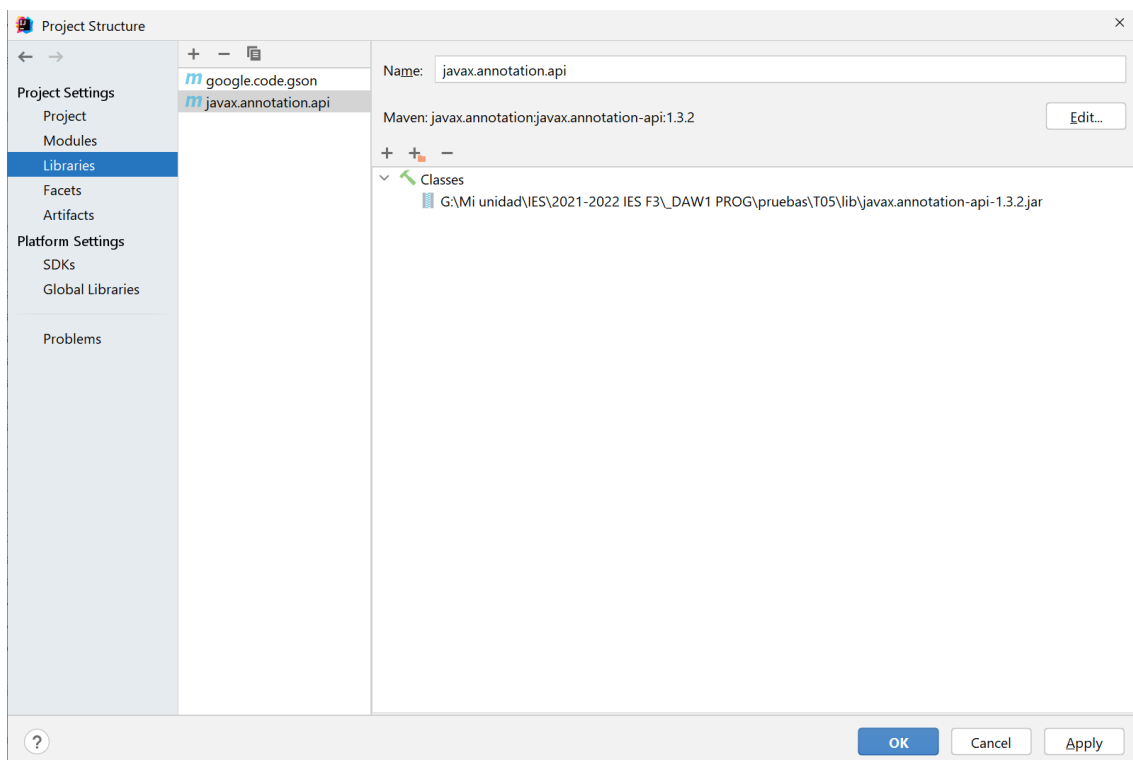 Project Structure
Project Settings
Project
Modules
Libraries
Facets
Artifacts
Platform Settings
SDKs
Global Libraries
Problems
google.code.gson
javax.annotation.api
Name: javax.annotation.api
Maven: javax.annotation:javax.annotation-api:1.3.2 Edit...
Classes
G:\Mi unidad\IES\2021-2022 IES F3\_DAW1 PROG\pruebas\T05\lib\javax.annotation-api-1.3.2.jar
? OK Cancel Apply